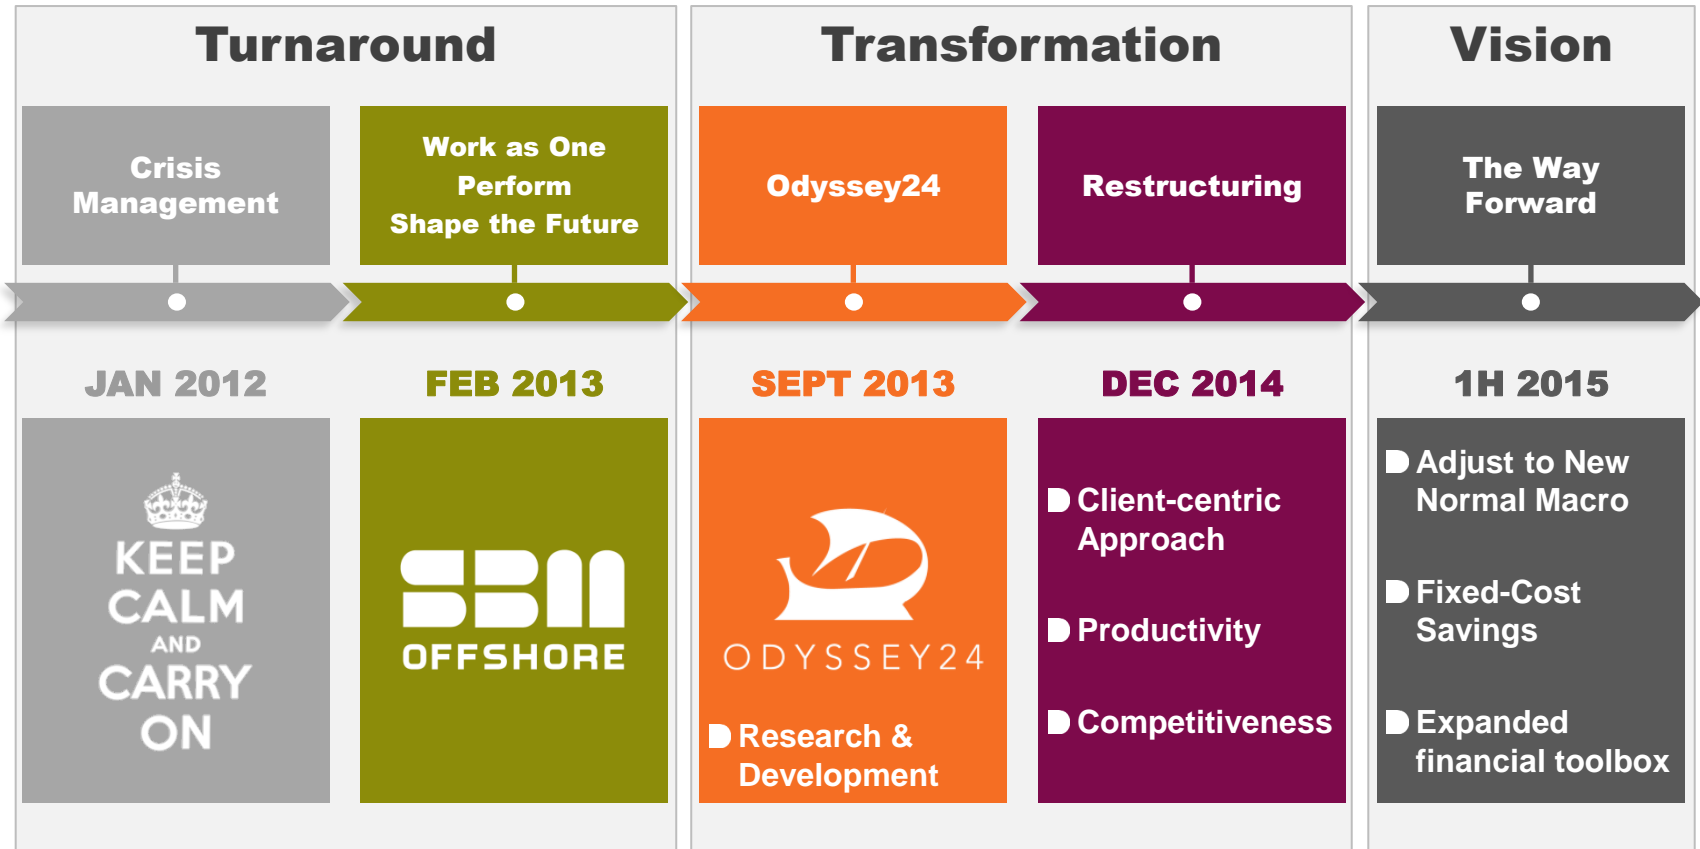 Turnaround
Transformation
Vision
Crisis
Management
Work as One
Perform
Shape the Future
Odyssey24
Restructuring
The Way
Forward
JAN 2012
FEB 2013
SEPT 2013
DEC 2014
1H 2015
KEEP
CALM
AND
CARRY
ON
SBM
OFFSHORE
ODYSSEY24
Research &
Development
Client-centric
Approach
Productivity
Competitiveness
Adjust to New
Normal Macro
Fixed-Cost
Savings
Expanded
financial toolbox